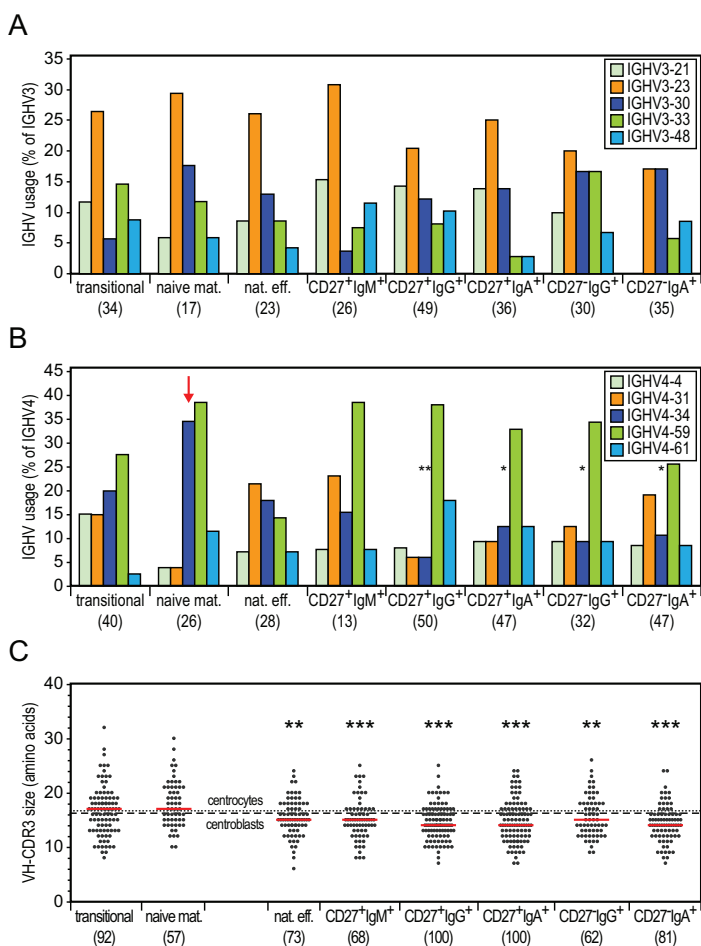 A
IGHV usage (% of IGHV3)
35
30
25
20
15
10
5
0
IGHV3-21
IGHV3-23
IGHV3-30
IGHV3-33
IGHV3-48
transitional naive mat. nat. eff. CD27⁺IgM⁺ CD27⁺IgG⁺ CD27⁺IgA⁺ CD27⁻IgG⁺ CD27⁻IgA⁺
(34) (17) (23) (26) (49) (36) (30) (35)
B
IGHV usage (% of IGHV4)
45
40
35
30
25
20
15
10
5
0
IGHV4-4
IGHV4-31
IGHV4-34
IGHV4-59
IGHV4-61
** * * *
transitional naive mat. nat. eff. CD27⁺IgM⁺ CD27⁺IgG⁺ CD27⁺IgA⁺ CD27⁻IgG⁺ CD27⁻IgA⁺
(40) (26) (28) (13) (50) (47) (32) (47)
C
VH-CDR3 size (amino acids)
40
30
20
10
0
** *** *** *** ** ***
centrocytes
centroblasts
transitional naive mat. nat. eff. CD27⁺IgM⁺ CD27⁺IgG⁺ CD27⁺IgA⁺ CD27⁻IgG⁺ CD27⁻IgA⁺
(92) (57) (73) (68) (100) (100) (62) (81)